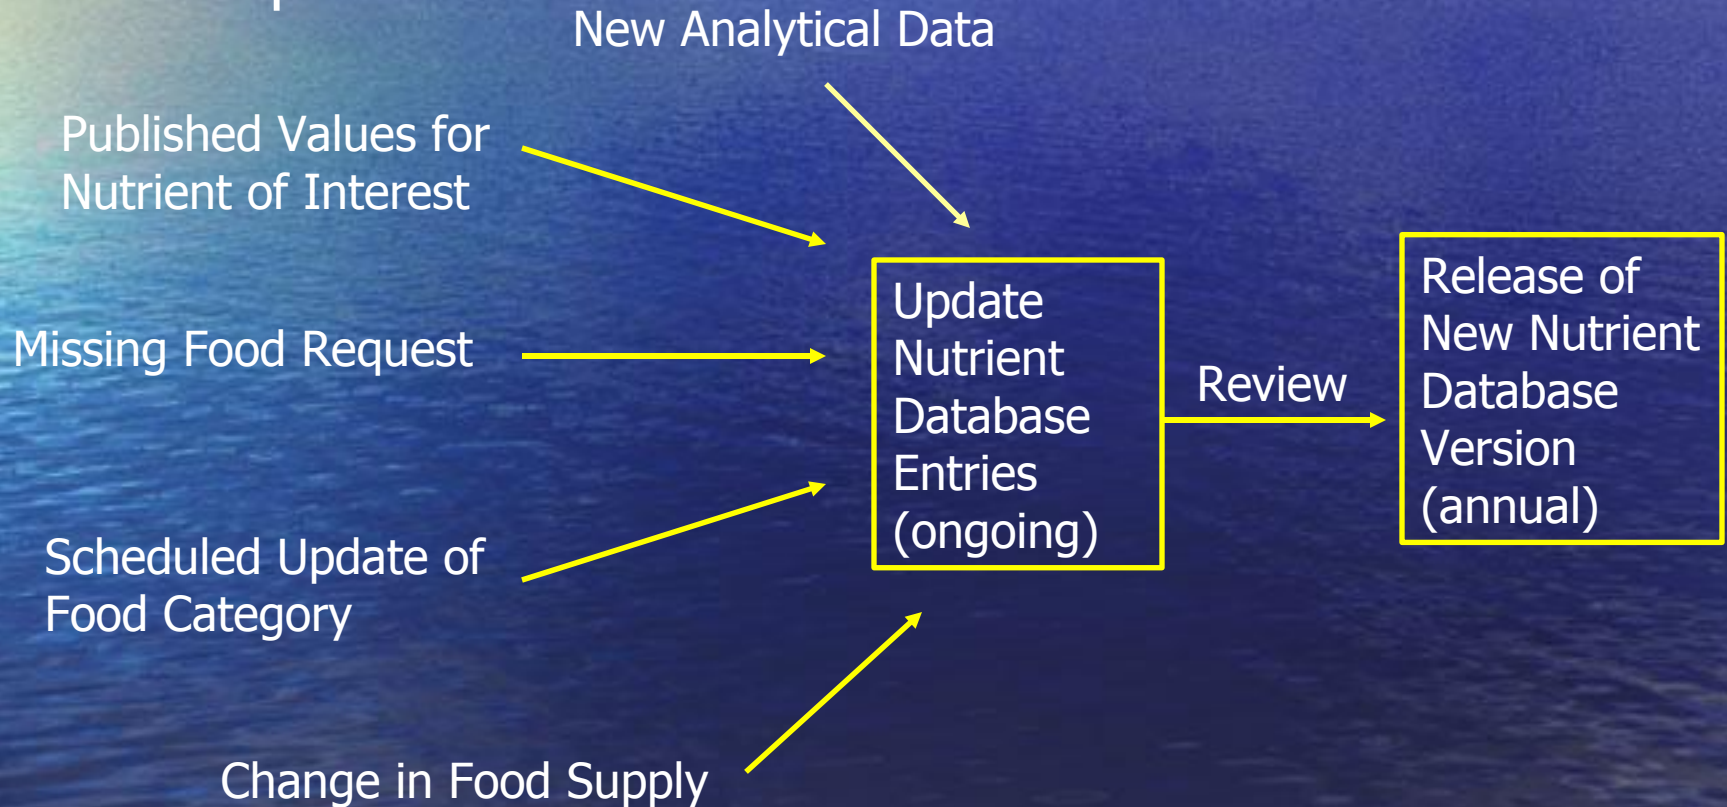 New Analytical Data
Published Values for
Nutrient of Interest
Missing Food Request
Scheduled Update of
Food Category
Change in Food Supply
Update
Nutrient
Database
Entries
(ongoing)
Review
Release of
New Nutrient
Database
Version
(annual)